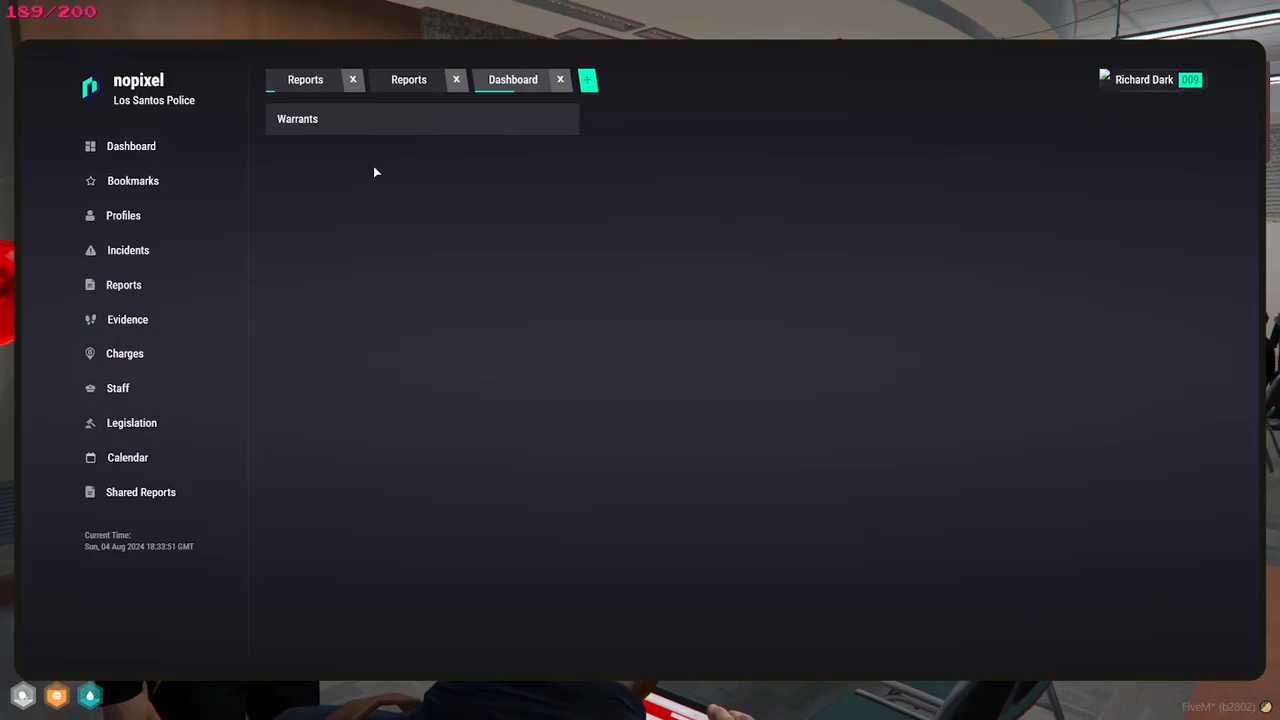 189/200
nopixel
Los Santos Police
Reports x Reports x Dashboard x +
Richard Dark 009
Warrants
Dashboard
Bookmarks
Profiles
Incidents
Reports
Evidence
Charges
Staff
Legislation
Calendar
Shared Reports
Current Time:
Sun, 04 Aug 2024 18:33:51 GMT
FiveM* (b2802)